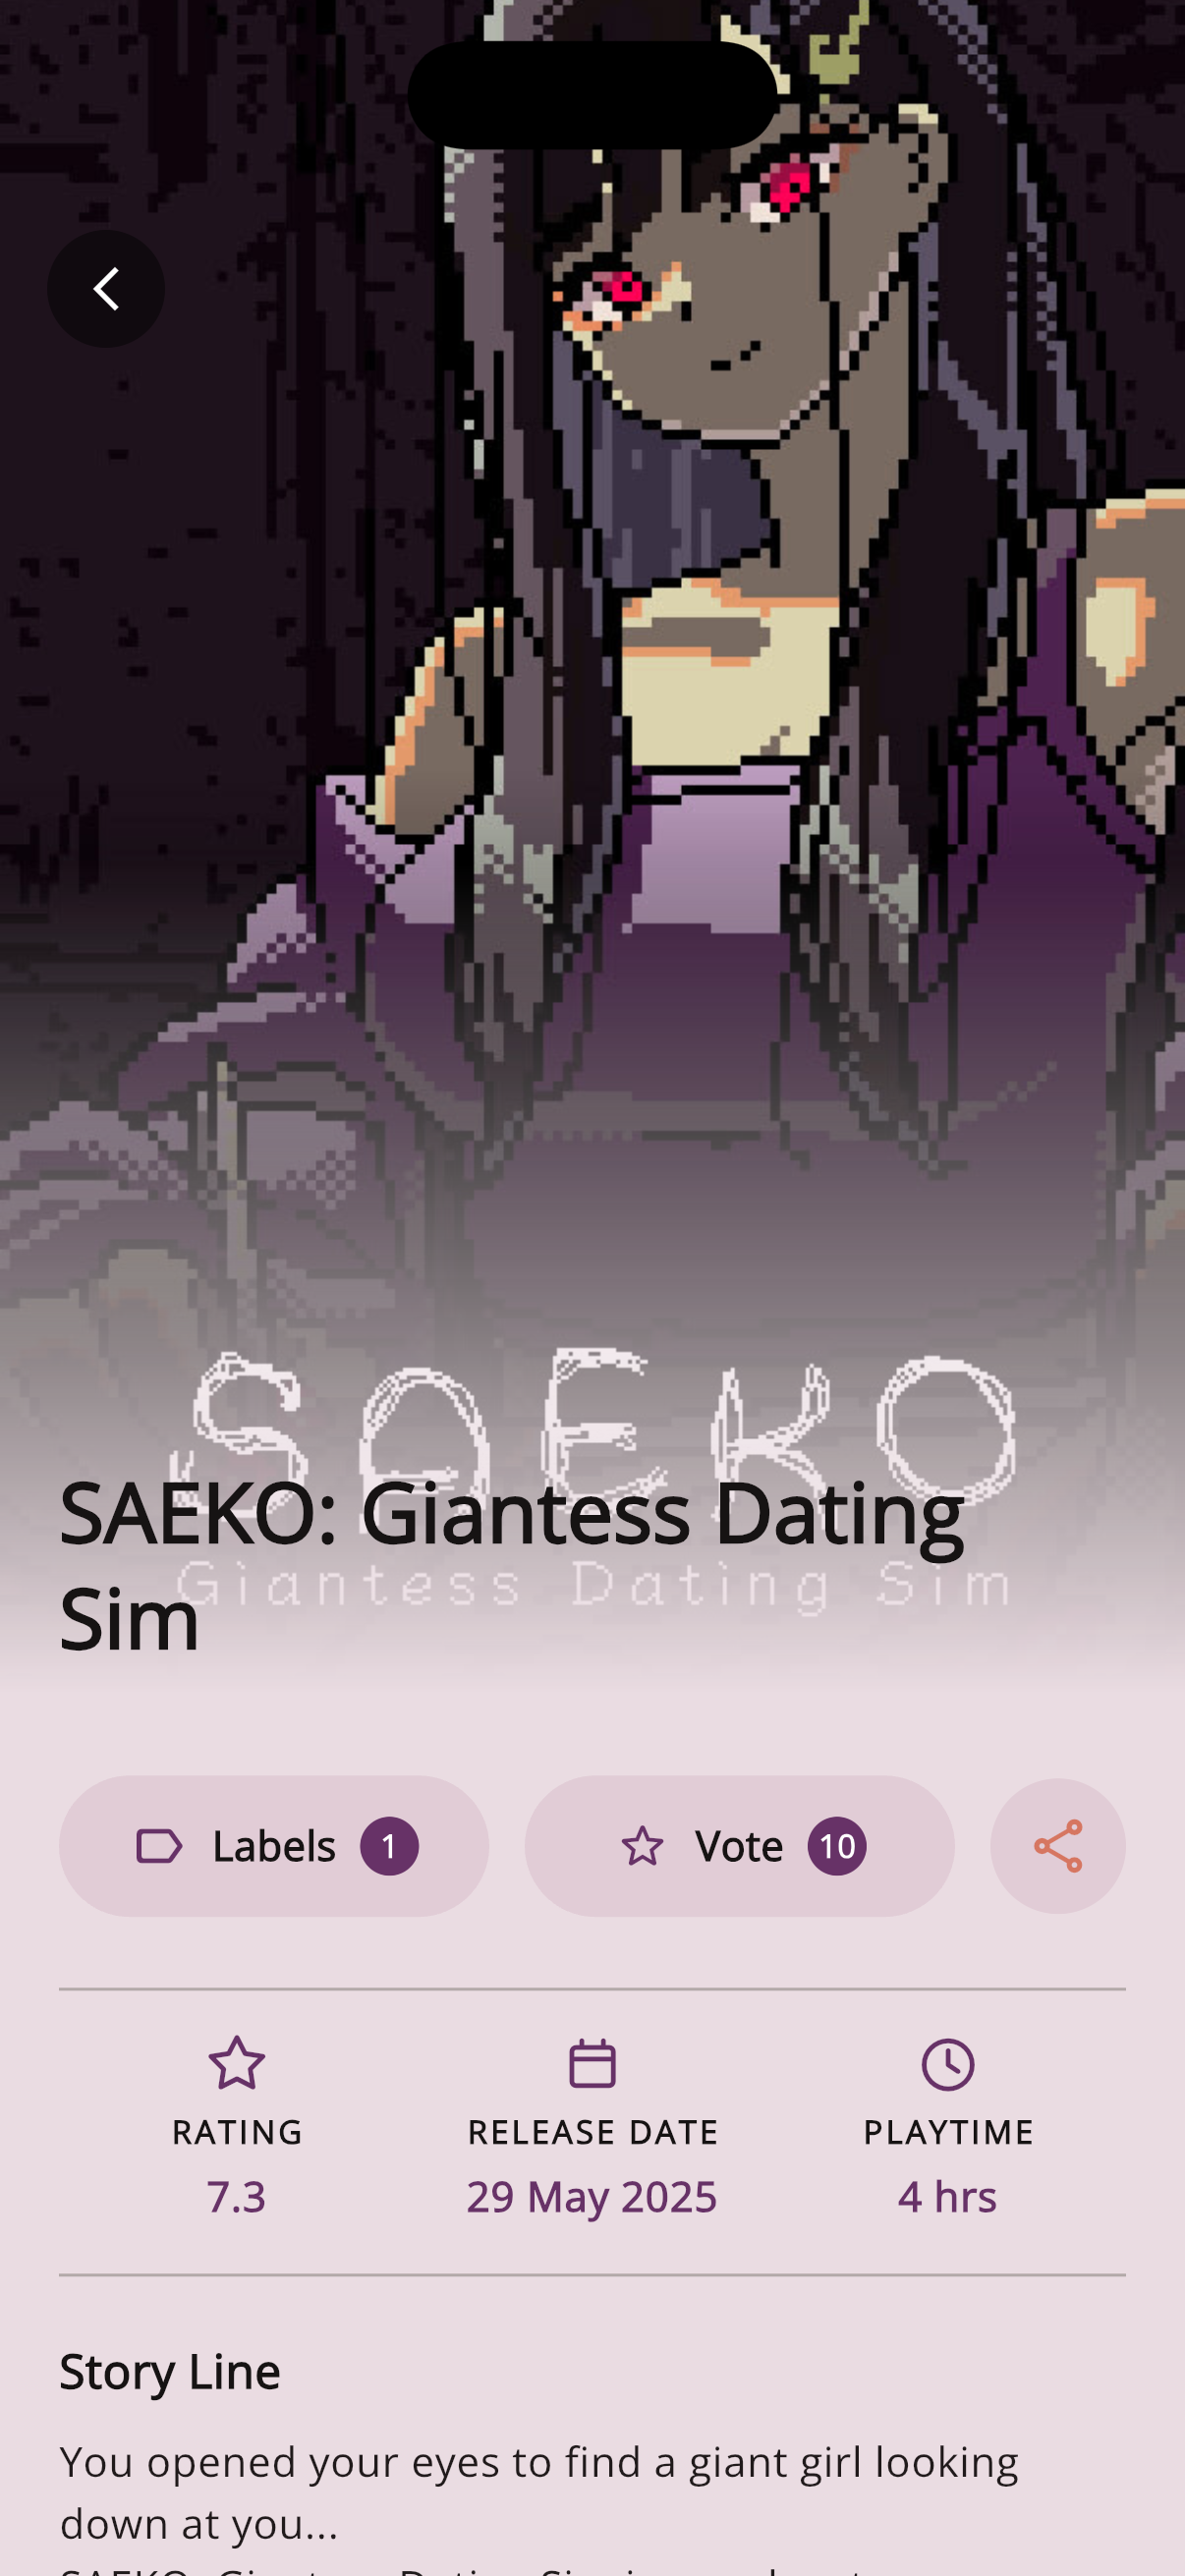 SAEKO
Giantess Dating Sim
SAEKO: Giantess Dating
Sim
Labels 1
Vote 10
RATING
7.3
RELEASE DATE
29 May 2025
PLAYTIME
4 hrs
Story Line
You opened your eyes to find a giant girl looking
down at you...